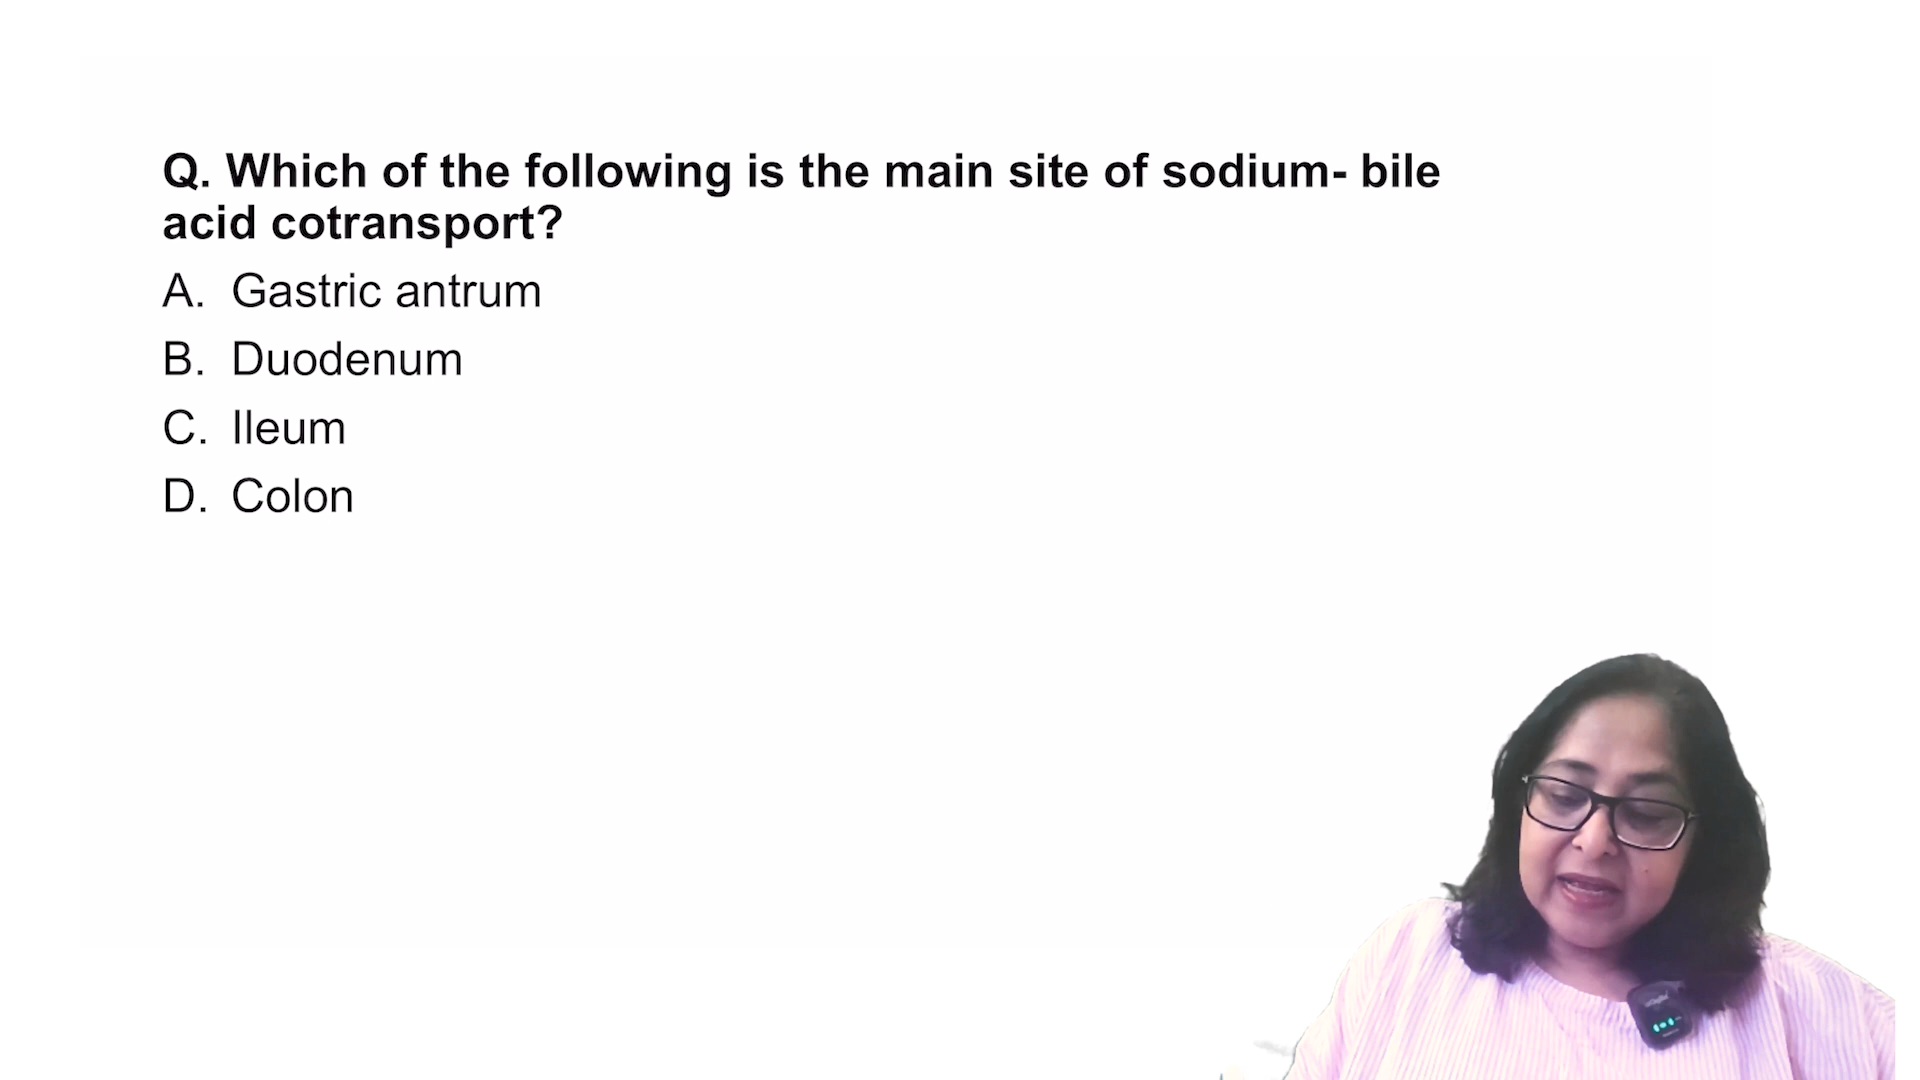 Q. Which of the following is the main site of sodium- bile
acid cotransport?
A. Gastric antrum
B. Duodenum
C. Ileum
D. Colon